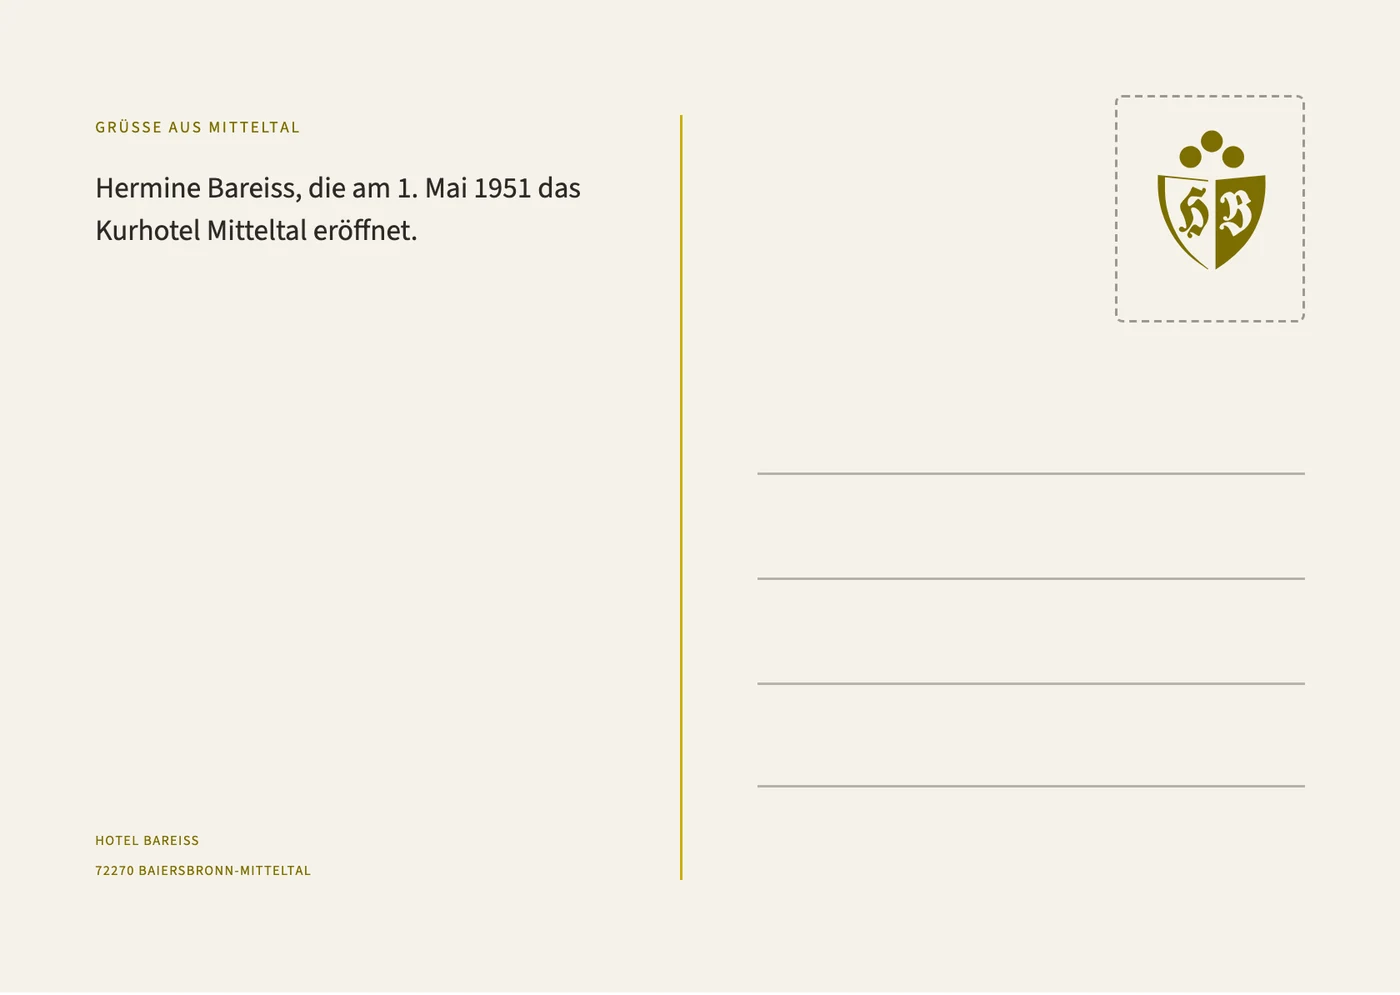 GRÜSSE AUS MITTELTAL
Hermine Bareiss, die am 1. Mai 1951 das
Kurhotel Mitteltal eröffnet.
HB
HOTEL BAREISS
72270 BAIERSBRONN-MITTELTAL